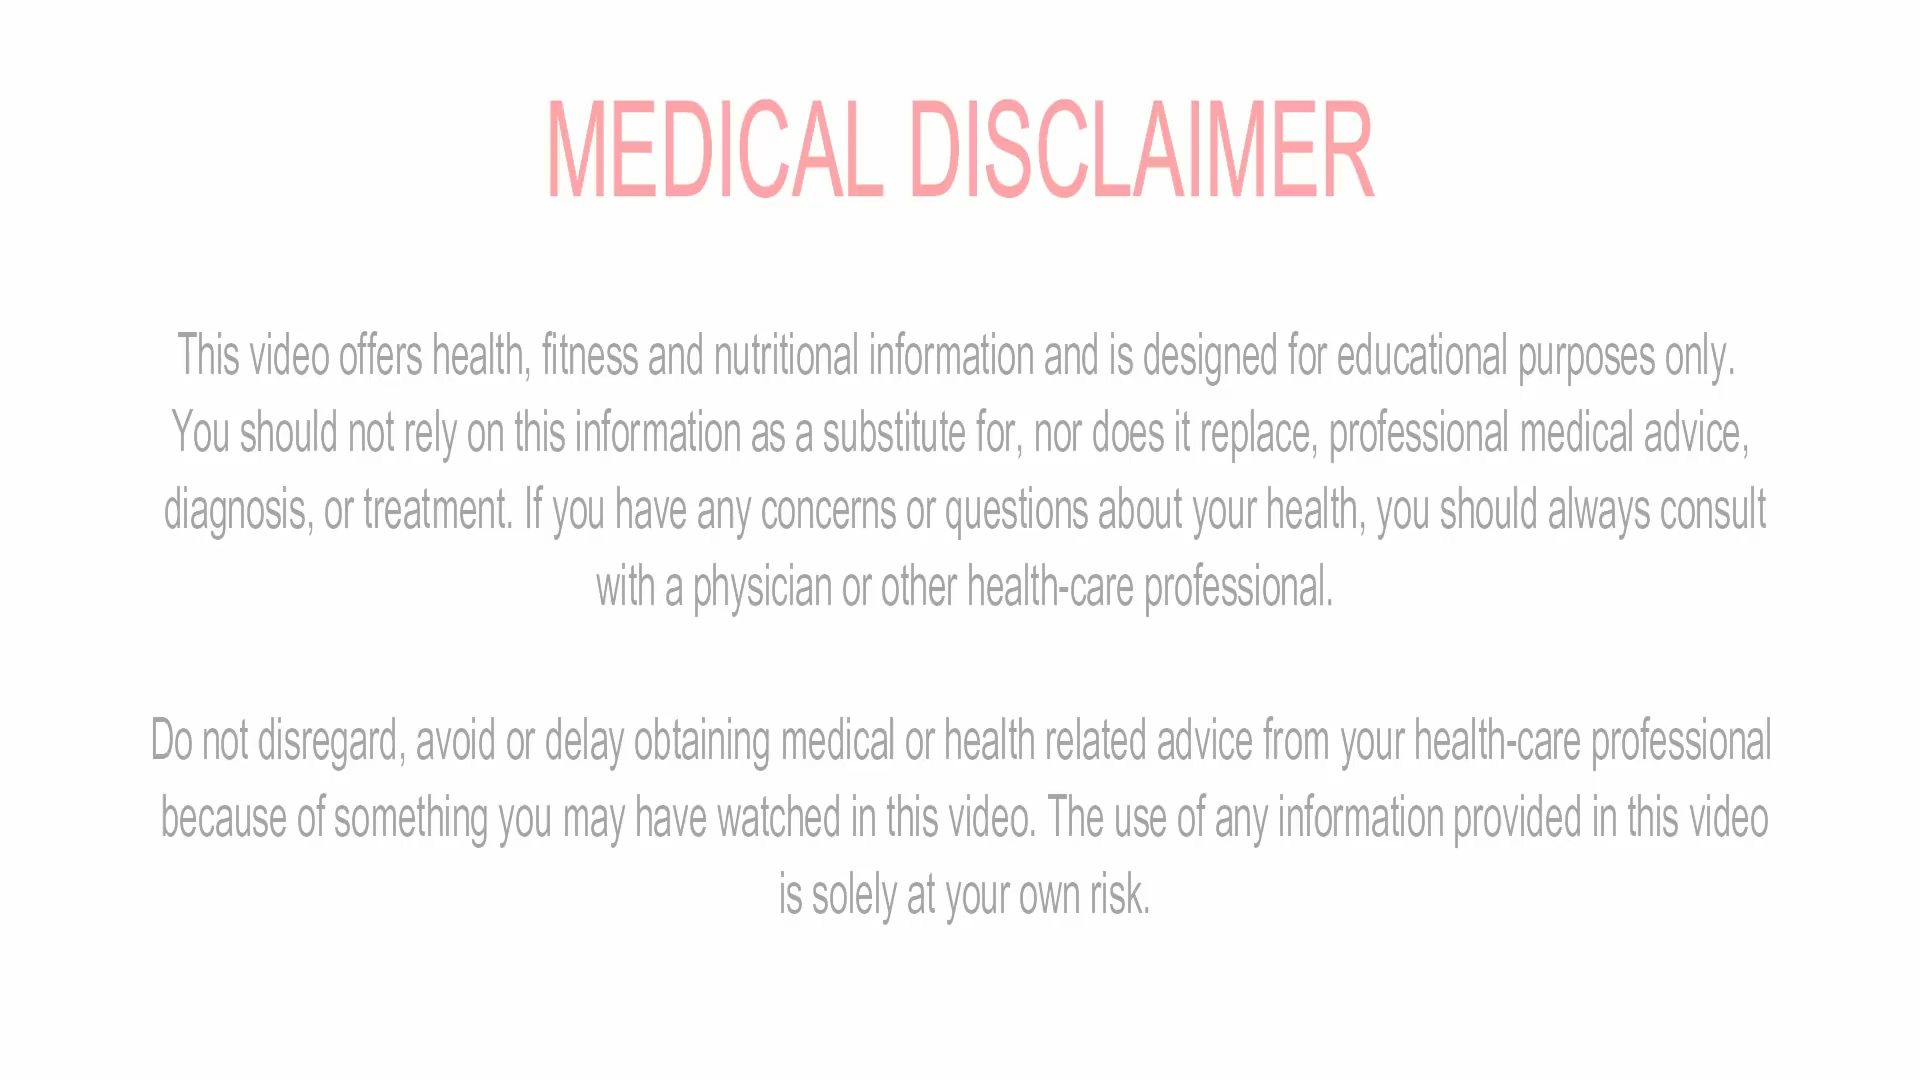 MEDICAL DISCLAIMER
This video offers health, fitness and nutritional information and is designed for educational purposes only.
You should not rely on this information as a substitute for, nor does it replace, professional medical advice,
diagnosis, or treatment. If you have any concerns or questions about your health, you should always consult
with a physician or other health-care professional.
Do not disregard, avoid or delay obtaining medical or health related advice from your health-care professional
because of something you may have watched in this video. The use of any information provided in this video
is solely at your own risk.